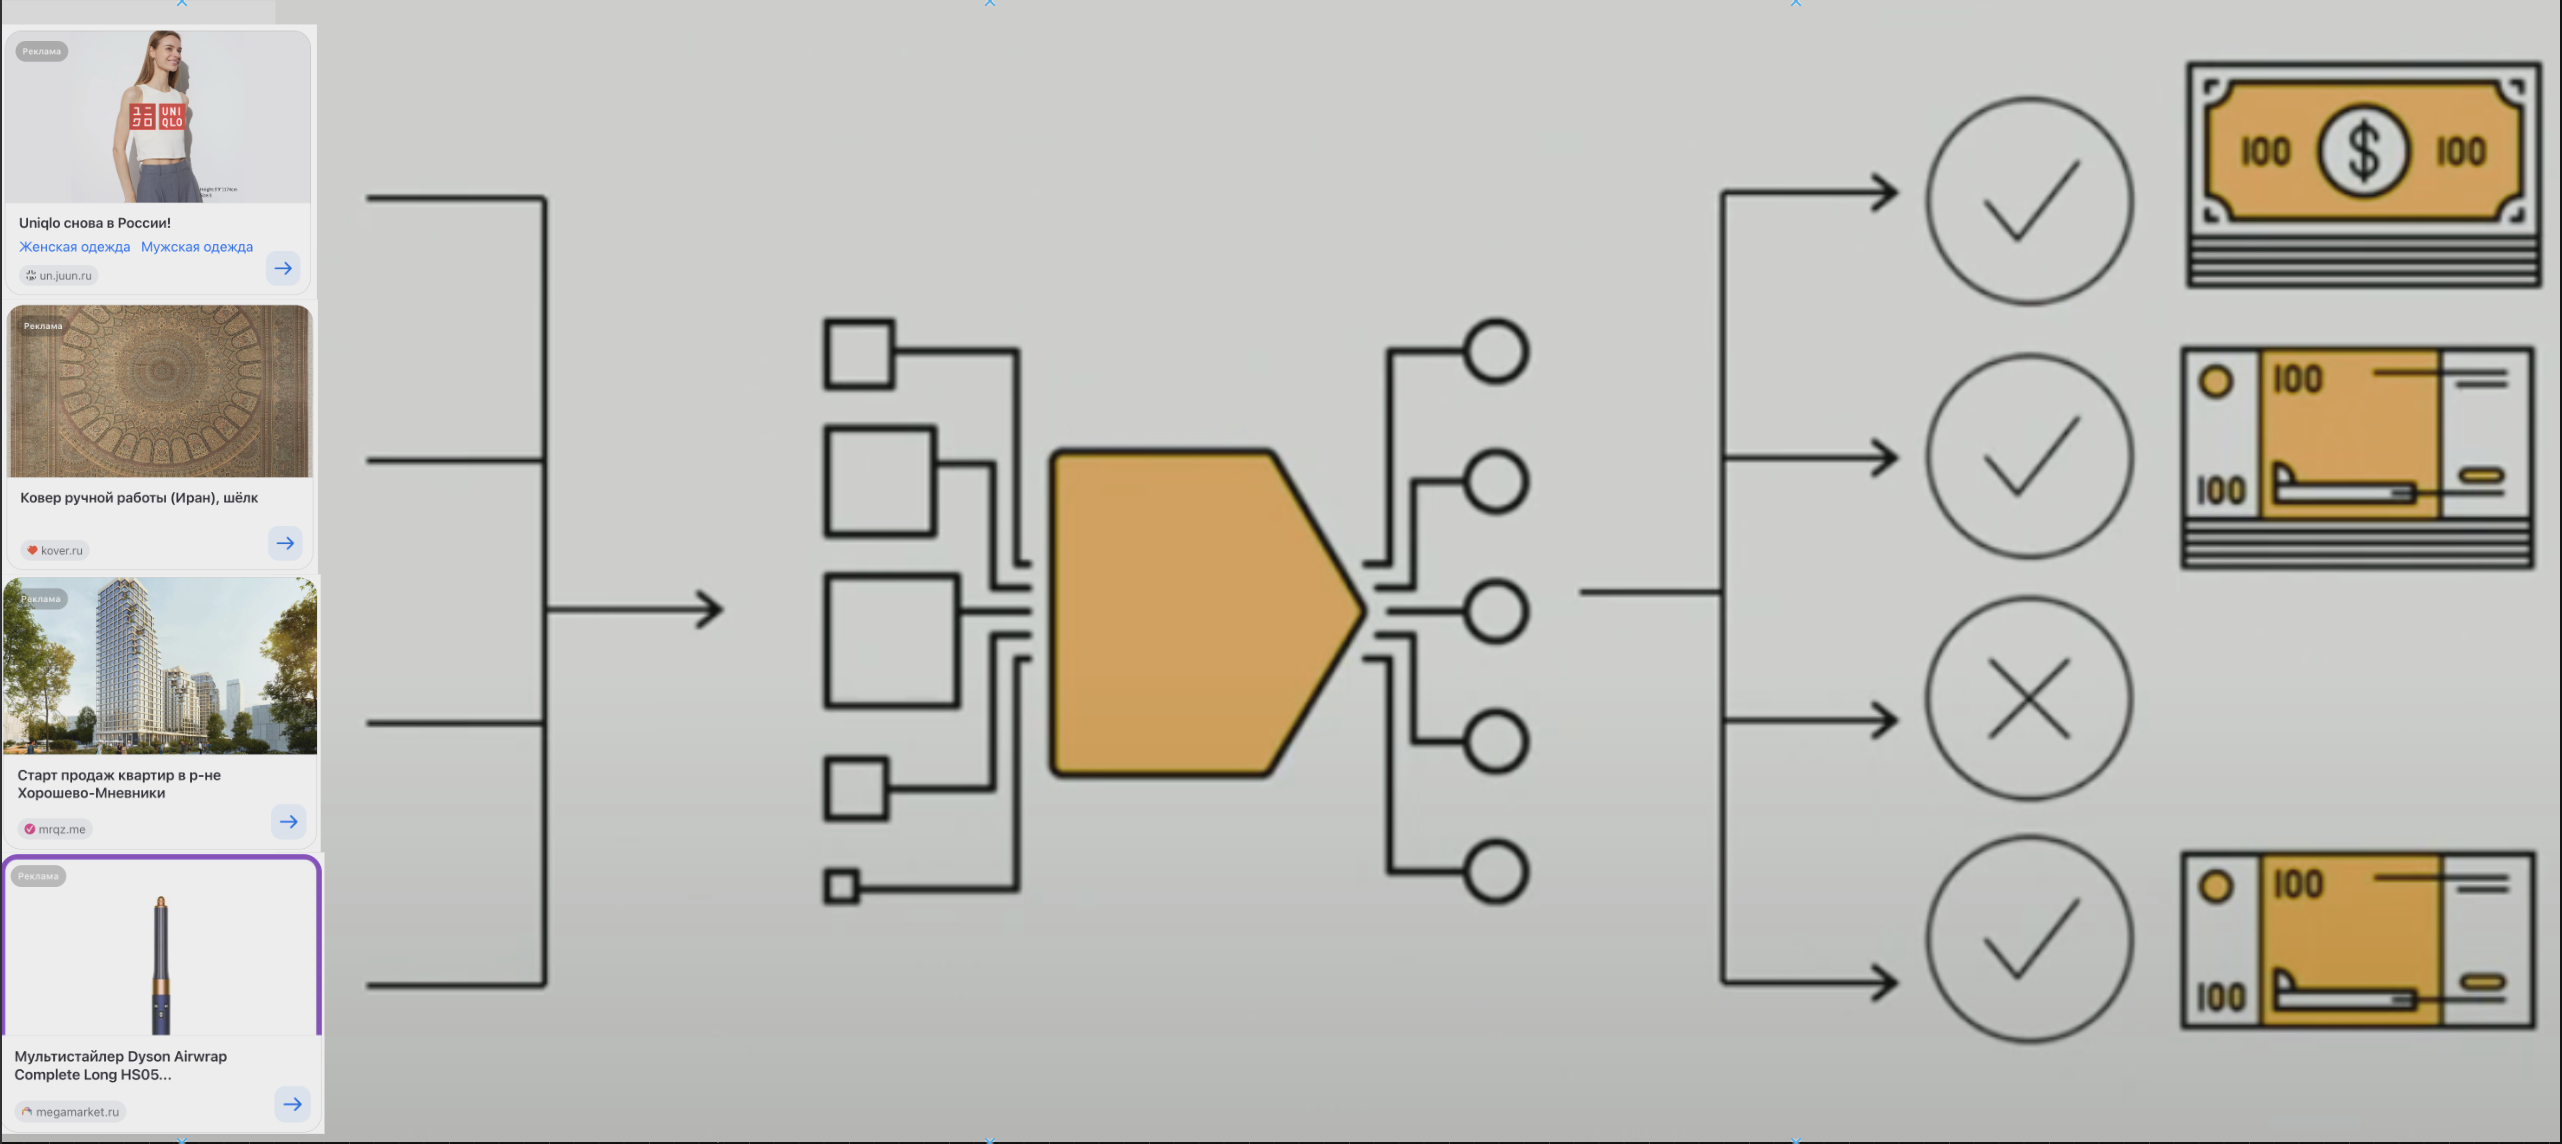 Реклама
UNI
QLO
Uniqlo снова в России!
Женская одежда Мужская одежда
un.juun.ru
Реклама
Ковер ручной работы (Иран), шёлк
kover.ru
Реклама
Старт продаж квартир в р-не
Хорошево-Мневники
mrqz.me
Реклама
Мультистайлер Dyson Airwrap
Complete Long HS05...
megamarket.ru
100 $ 100
100
100
100
100